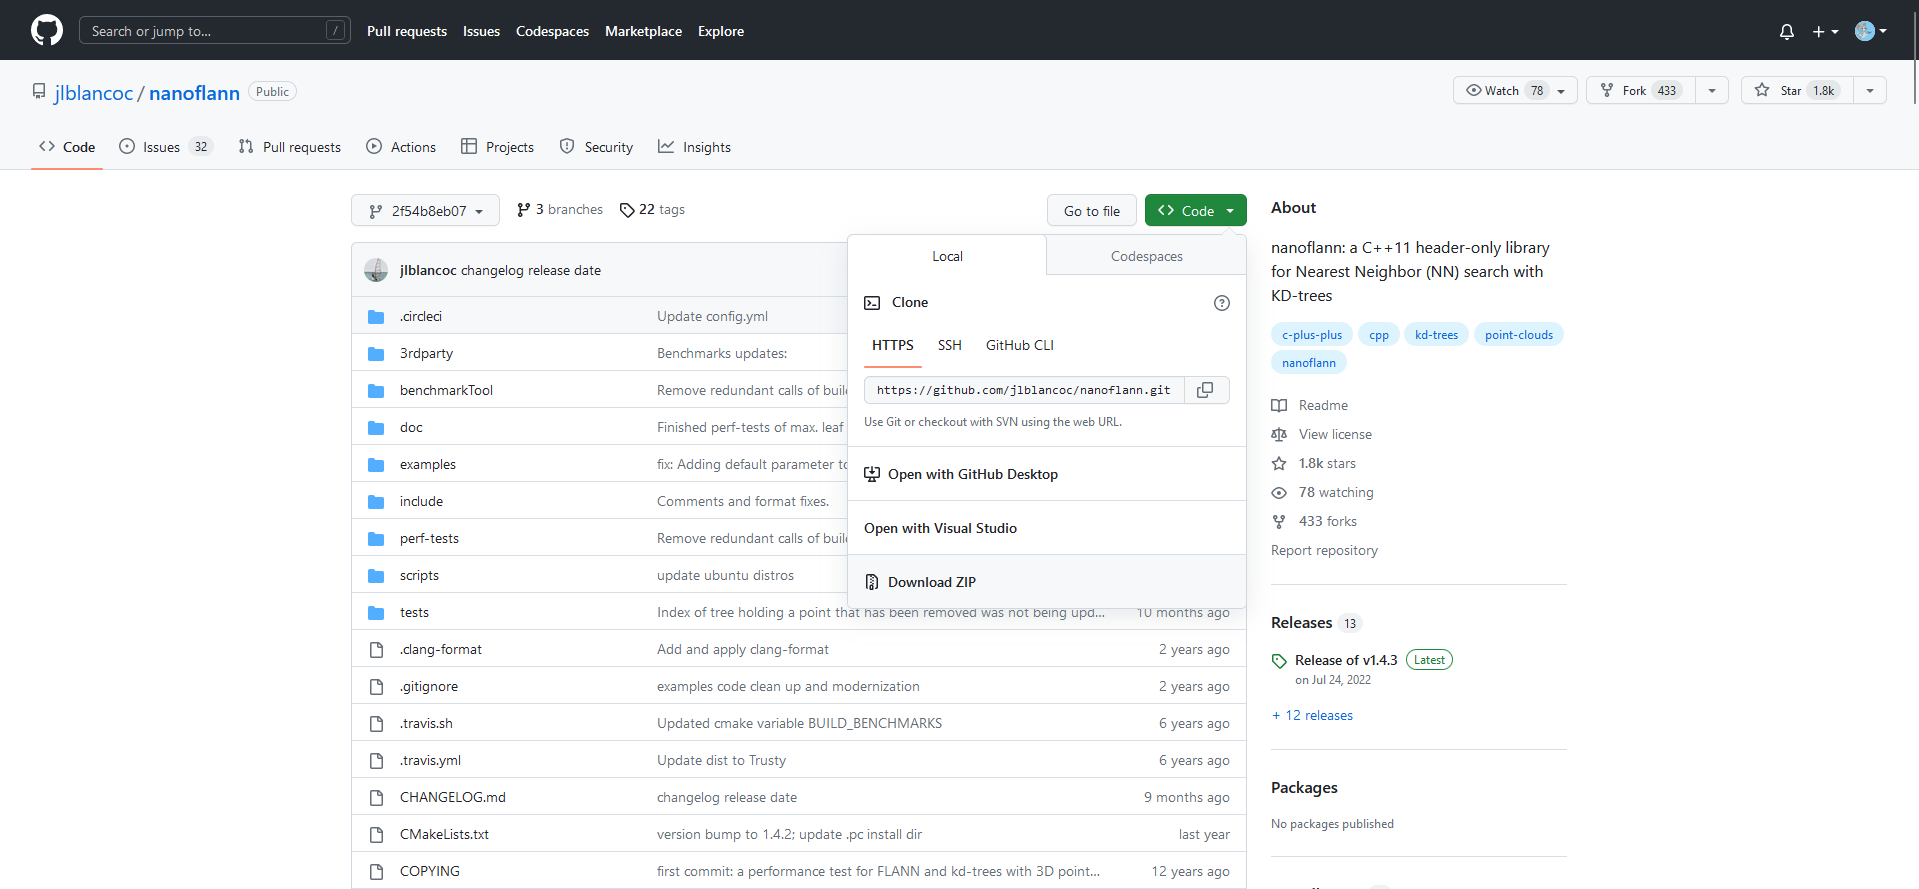 Search or jump to... /
Pull requests Issues Codespaces Marketplace Explore
jlblancoc / nanoflann Public
Watch 78 Fork 433 Star 1.8k
Code Issues 32 Pull requests Actions Projects Security Insights
2f54b8eb07 3 branches 22 tags Go to file Code
jlblancoc changelog release date
.circleci Update config.yml
3rdparty Benchmarks updates:
benchmarkTool Remove redundant calls of
doc Finished perf-tests of max. leaf
examples fix: Adding default parameter
include Comments and format fixes.
perf-tests Remove redundant calls of
scripts update ubuntu distros
tests Index of tree holding a point that has been removed was not being upd... 10 months ago
.clang-format Add and apply clang-format 2 years ago
.gitignore examples code clean up and modernization 2 years ago
.travis.sh Updated cmake variable BUILD_BENCHMARKS 6 years ago
.travis.yml Update dist to Trusty 6 years ago
CHANGELOG.md changelog release date 9 months ago
CMakeLists.txt version bump to 1.4.2; update .pc install dir last year
COPYING first commit: a performance test for FLANN and kd-trees with 3D point... 12 years ago
Local Codespaces
Clone
HTTPS SSH GitHub CLI
https://github.com/jlblancoc/nanoflann.git
Use Git or checkout with SVN using the web URL.
Open with GitHub Desktop
Open with Visual Studio
Download ZIP
About
nanoflann: a C++11 header-only library
for Nearest Neighbor (NN) search with
KD-trees
c-plus-plus cpp kd-trees point-clouds
nanoflann
Readme
View license
1.8k stars
78 watching
433 forks
Report repository
Releases 13
Release of v1.4.3 Latest
on Jul 24, 2022
+ 12 releases
Packages
No packages published